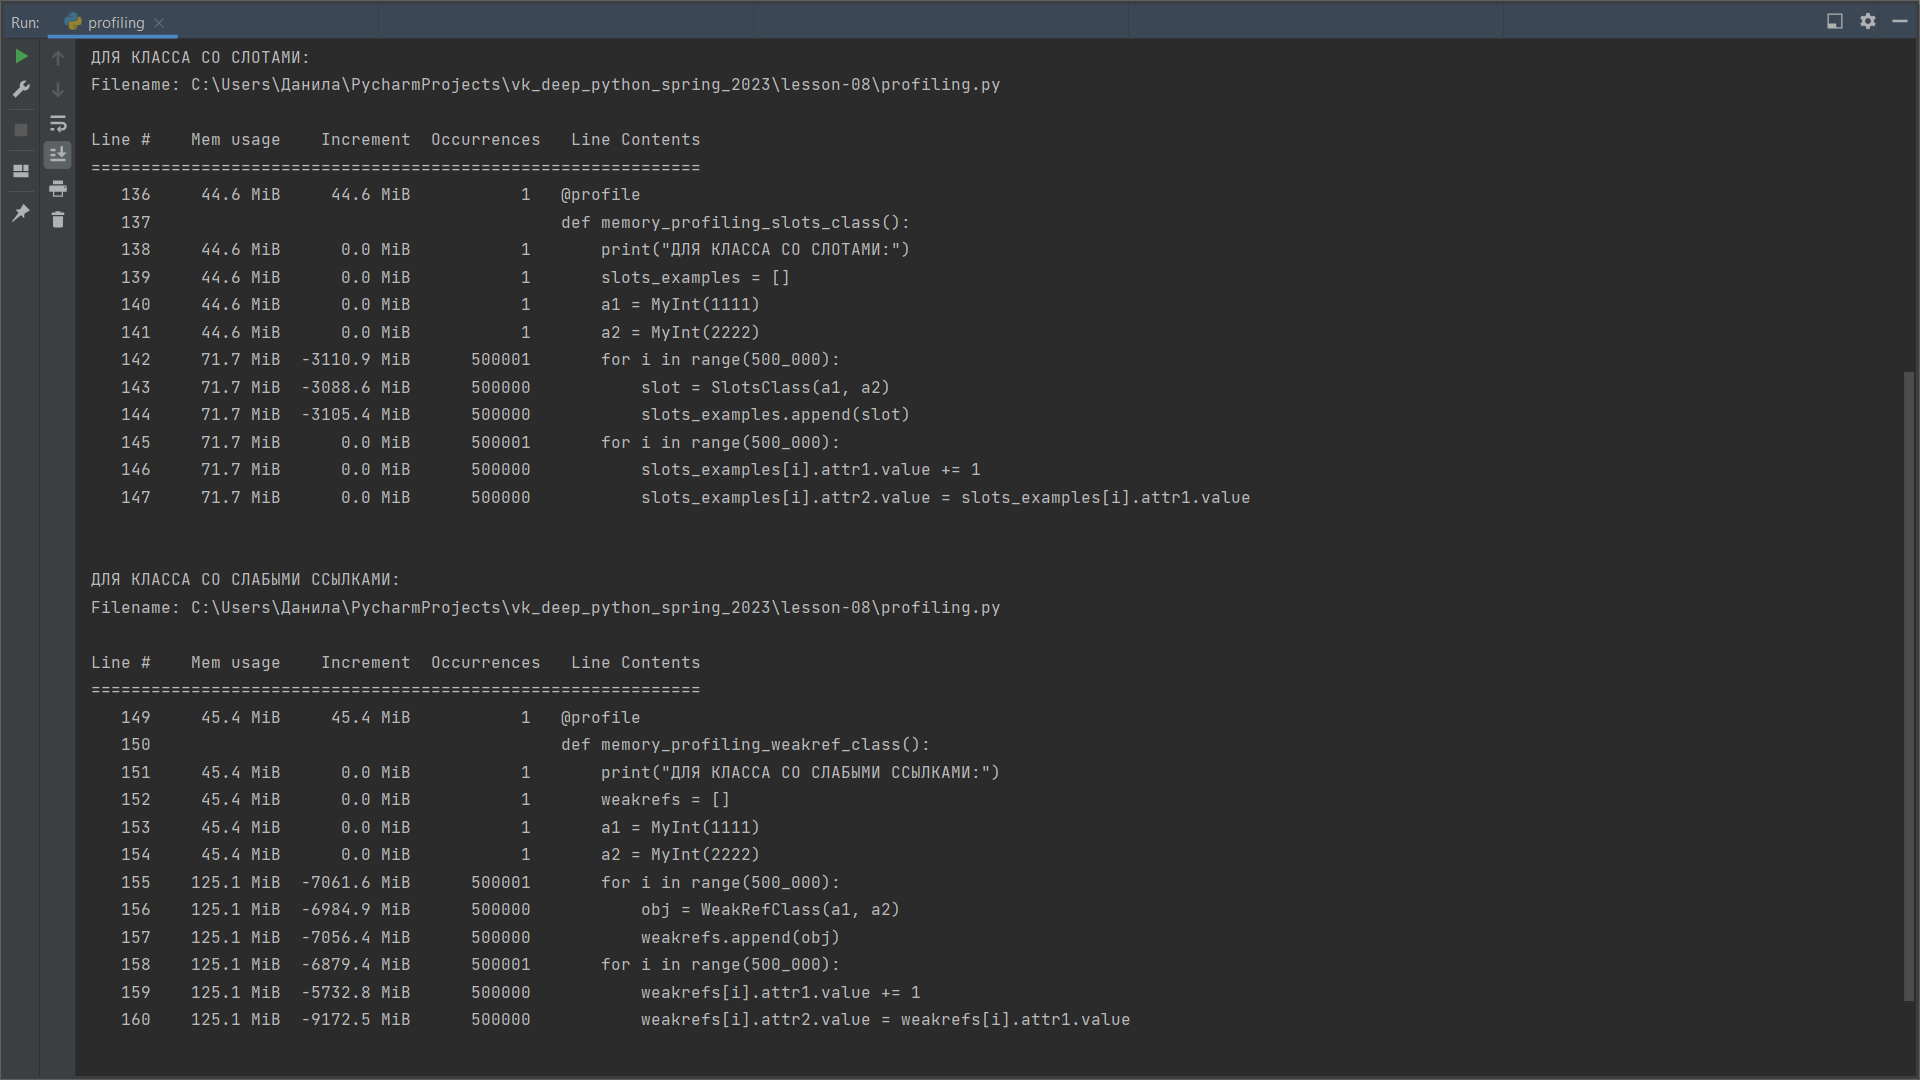 Run: profiling
ДЛЯ КЛАССА СО СЛОТАМИ:
Filename: C:\Users\Данила\PycharmProjects\vk_deep_python_spring_2023\lesson-08\profiling.py
Line #    Mem usage    Increment  Occurrences   Line Contents
=============================================================
   136     44.6 MiB     44.6 MiB           1   @profile
   137                                         def memory_profiling_slots_class():
   138     44.6 MiB      0.0 MiB           1       print("ДЛЯ КЛАССА СО СЛОТАМИ:")
   139     44.6 MiB      0.0 MiB           1       slots_examples = []
   140     44.6 MiB      0.0 MiB           1       a1 = MyInt(1111)
   141     44.6 MiB      0.0 MiB           1       a2 = MyInt(2222)
   142     71.7 MiB  -3110.9 MiB      500001       for i in range(500_000):
   143     71.7 MiB  -3088.6 MiB      500000           slot = SlotsClass(a1, a2)
   144     71.7 MiB  -3105.4 MiB      500000           slots_examples.append(slot)
   145     71.7 MiB      0.0 MiB      500001       for i in range(500_000):
   146     71.7 MiB      0.0 MiB      500000           slots_examples[i].attr1.value += 1
   147     71.7 MiB      0.0 MiB      500000           slots_examples[i].attr2.value = slots_examples[i].attr1.value
ДЛЯ КЛАССА СО СЛАБЫМИ ССЫЛКАМИ:
Filename: C:\Users\Данила\PycharmProjects\vk_deep_python_spring_2023\lesson-08\profiling.py
Line #    Mem usage    Increment  Occurrences   Line Contents
=============================================================
   149     45.4 MiB     45.4 MiB           1   @profile
   150                                         def memory_profiling_weakref_class():
   151     45.4 MiB      0.0 MiB           1       print("ДЛЯ КЛАССА СО СЛАБЫМИ ССЫЛКАМИ:")
   152     45.4 MiB      0.0 MiB           1       weakrefs = []
   153     45.4 MiB      0.0 MiB           1       a1 = MyInt(1111)
   154     45.4 MiB      0.0 MiB           1       a2 = MyInt(2222)
   155    125.1 MiB  -7061.6 MiB      500001       for i in range(500_000):
   156    125.1 MiB  -6984.9 MiB      500000           obj = WeakRefClass(a1, a2)
   157    125.1 MiB  -7056.4 MiB      500000           weakrefs.append(obj)
   158    125.1 MiB  -6879.4 MiB      500001       for i in range(500_000):
   159    125.1 MiB  -5732.8 MiB      500000           weakrefs[i].attr1.value += 1
   160    125.1 MiB  -9172.5 MiB      500000           weakrefs[i].attr2.value = weakrefs[i].attr1.value